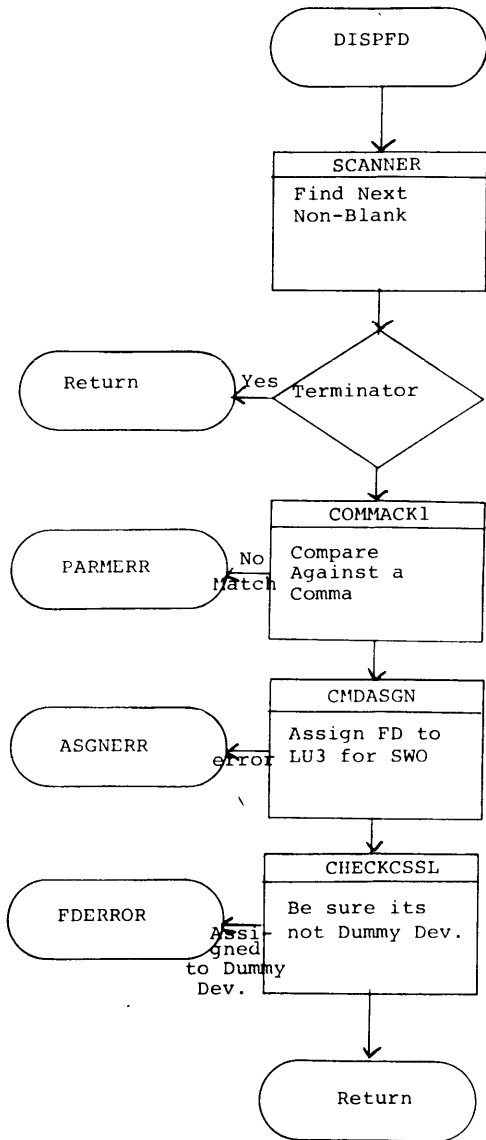 DISPFD
SCANNER
Find Next
Non-Blank
Return
Yes
Terminator
COMMACK1
Compare
Against a
Comma
PARMERR
No
Match
CMDASGN
Assign FD to
LU3 for SWO
ASGNERR
error
CHECKCSSL
Be sure its
not Dummy Dev.
FDERROR
Assi-
gned
to Dummy
Dev.
Return